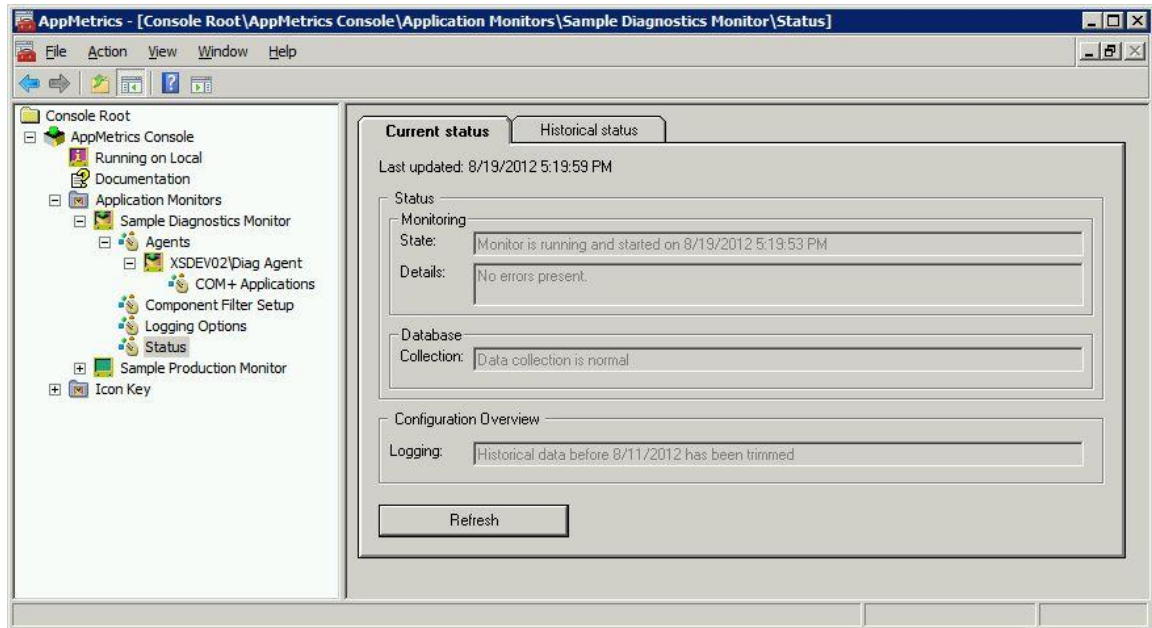 AppMetrics - [Console Root\AppMetrics Console\Application Monitors\Sample Diagnostics Monitor\Status]
File Action View Window Help
Console Root
AppMetrics Console
Running on Local
Documentation
Application Monitors
Sample Diagnostics Monitor
Agents
XSDEV02\Diag Agent
COM+ Applications
Component Filter Setup
Logging Options
Status
Sample Production Monitor
Icon Key
Current status
Historical status
Last updated: 8/19/2012 5:19:59 PM
Status
Monitoring
State: Monitor is running and started on 8/19/2012 5:19:53 PM
Details: No errors present.
Database
Collection: Data collection is normal
Configuration Overview
Logging: Historical data before 8/11/2012 has been trimmed
Refresh